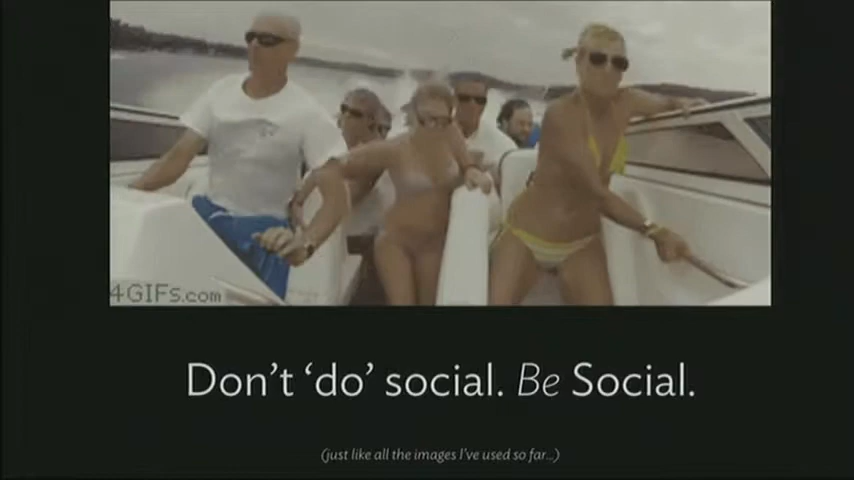 4GIFs.com
Don't 'do' social. Be Social.
(just like all the images I've used so far...)